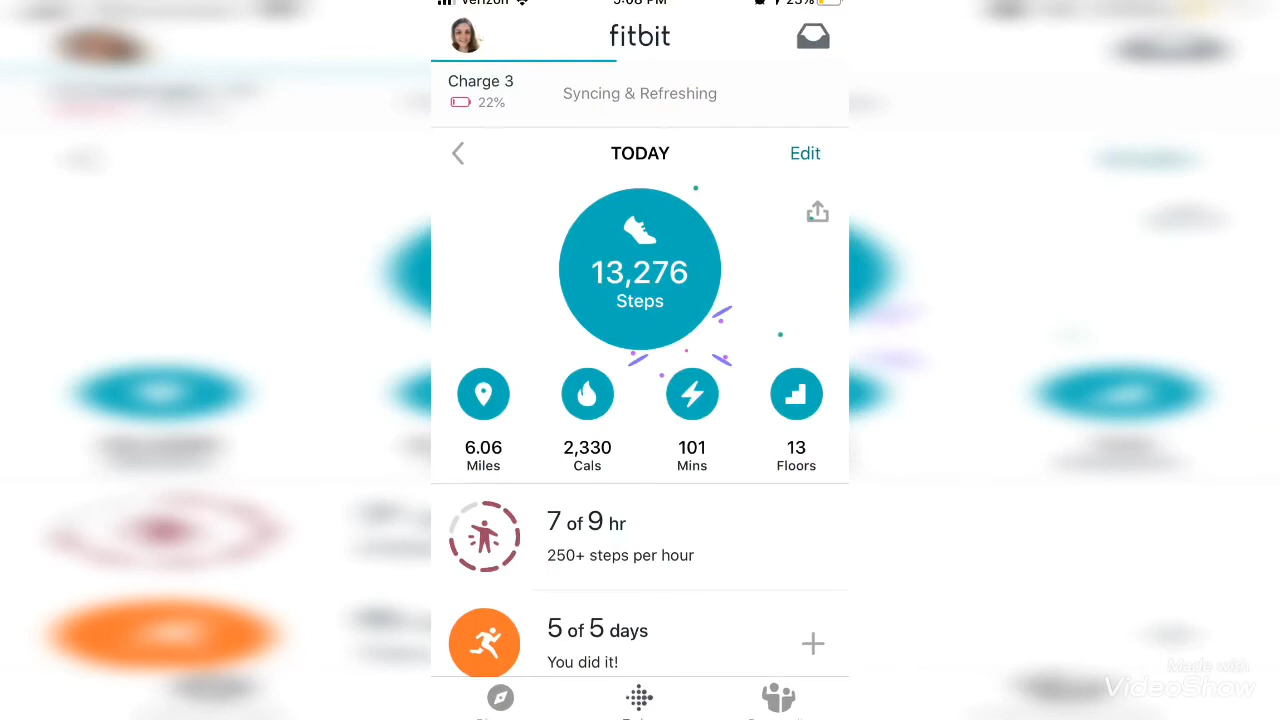 Verizon
fitbit
Charge 3
22%
Syncing & Refreshing
TODAY
Edit
13,276
Steps
6.06
Miles
2,330
Cals
101
Mins
13
Floors
7 of 9 hr
250+ steps per hour
5 of 5 days
You did it!
Made with
VideoShow